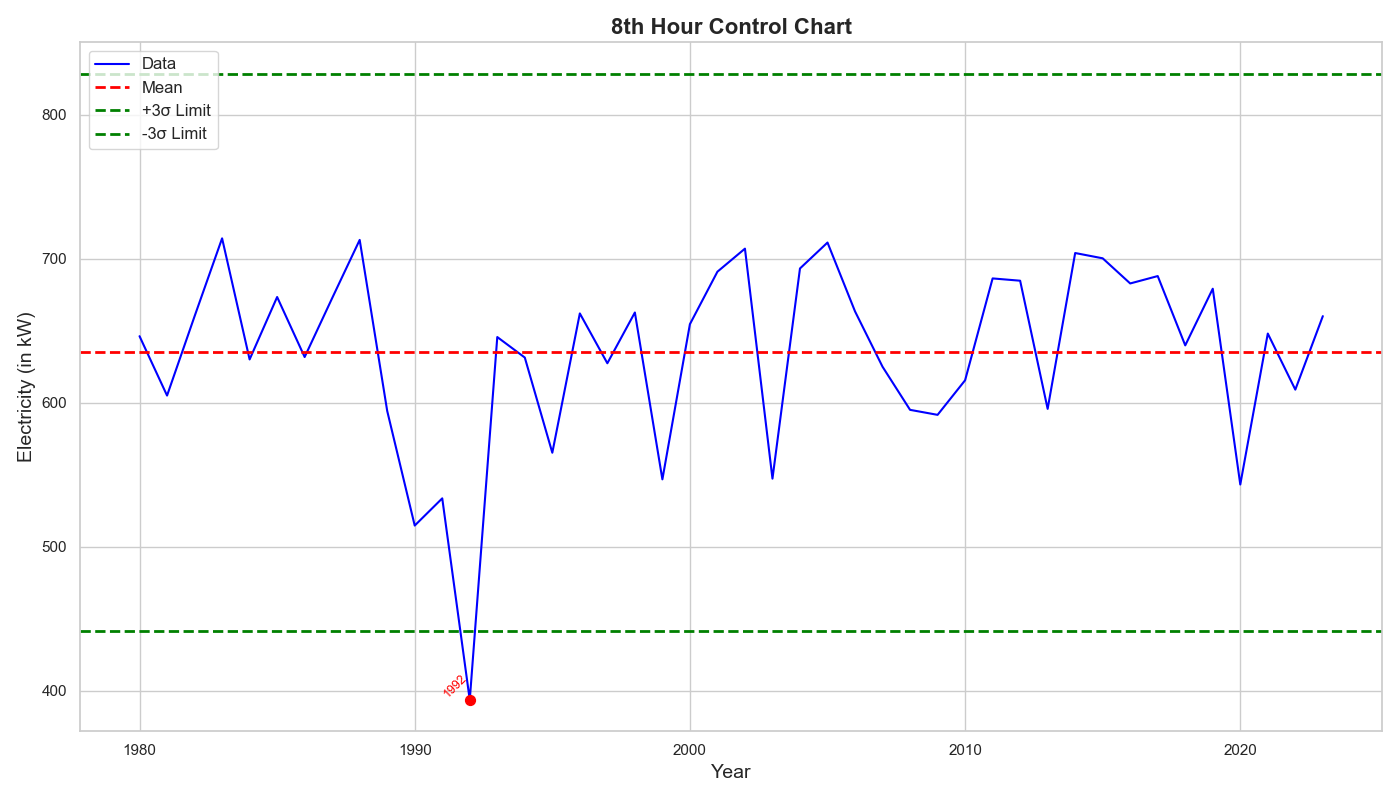 8th Hour Control Chart
Data
Mean
+3σ Limit
-3σ Limit
Electricity (in kW)
800
700
600
500
400
1992
1980
1990
2000
2010
2020
Year